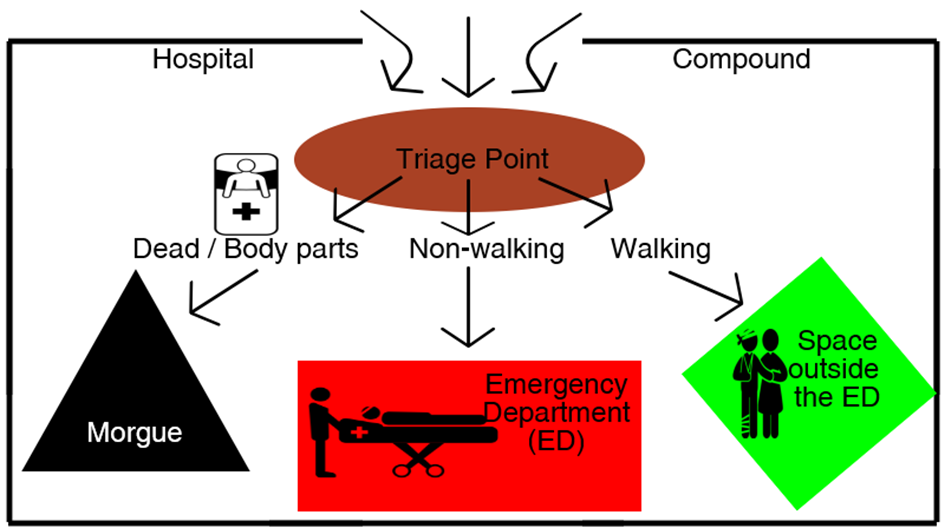 Hospital
Compound
Triage Point
Dead / Body parts
Non-walking
Walking
Morgue
Emergency
Department
(ED)
Space
outside
the ED